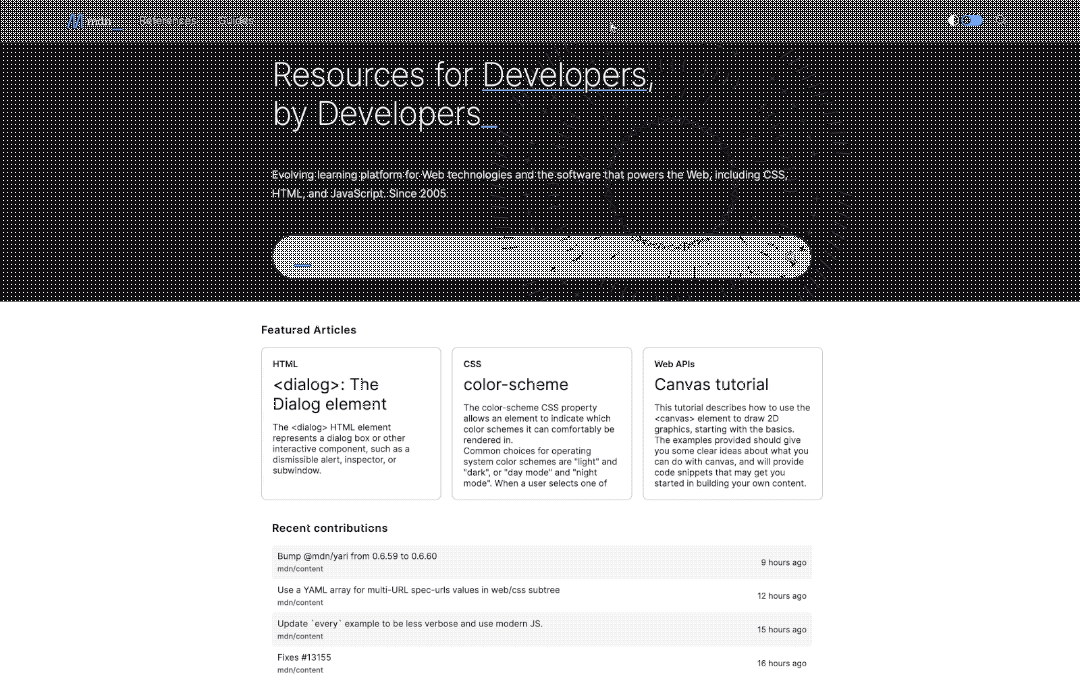 mdn References Guides
Resources for Developers,
by Developers_
Evolving learning platform for Web technologies and the software that powers the Web, including CSS,
HTML, and JavaScript. Since 2005
Featured Articles
HTML
<dialog>: The
Dialog element
The <dialog> HTML element
represents a dialog box or other
interactive component, such as a
dismissible alert, inspector, or
subwindow.
CSS
color-scheme
The color-scheme CSS property
allows an element to indicate which
color schemes it can comfortably be
rendered in.
Common choices for operating
system color schemes are "light" and
"dark", or "day mode" and "night
mode". When a user selects one of
Web APIs
Canvas tutorial
This tutorial describes how to use the
<canvas> element to draw 2D
graphics, starting with the basics.
The examples provided should give
you some clear ideas about what you
can do with canvas, and will provide
code snippets that may get you
started in building your own content.
Recent contributions
Bump @mdn/yari from 0.6.59 to 0.6.60
mdn/content
9 hours ago
Use a YAML array for multi-URL spec-urls values in web/css subtree
mdn/content
12 hours ago
Update `every` example to be less verbose and use modern JS.
mdn/content
15 hours ago
Fixes #13155
mdn/content
16 hours ago